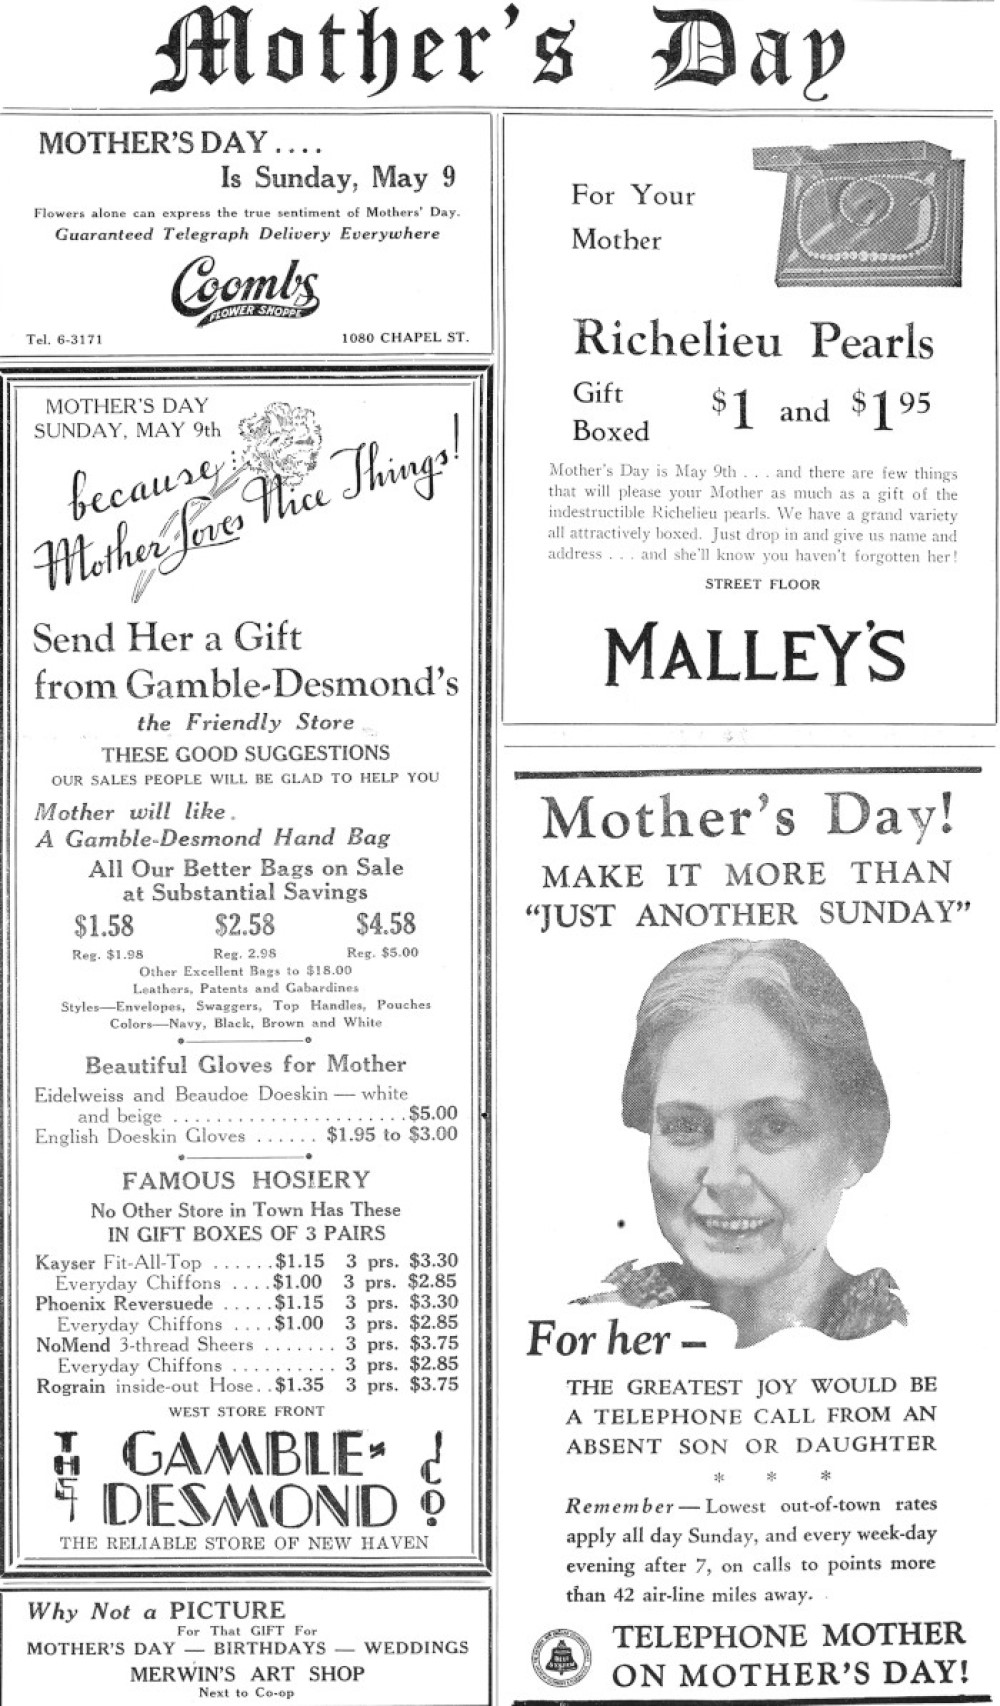 Mother's Day
MOTHER'S DAY ....
Is Sunday, May 9
Flowers alone can express the true sentiment of Mothers' Day.
Guaranteed Telegraph Delivery Everywhere
Coombs
FLOWER SHOPPE
Tel. 6-3171 1080 CHAPEL ST.
MOTHER'S DAY
SUNDAY, MAY 9th
because
Mother Loves Nice Things!
Send Her a Gift
from Gamble-Desmond's
the Friendly Store
THESE GOOD SUGGESTIONS
OUR SALES PEOPLE WILL BE GLAD TO HELP YOU
Mother will like
A Gamble-Desmond Hand Bag
All Our Better Bags on Sale
at Substantial Savings
$1.58 $2.58 $4.58
Reg. $1.98 Reg. 2.98 Reg. $5.00
Other Excellent Bags to $18.00
Leathers, Patents and Gabardines
Styles—Envelopes, Swaggers, Top Handles, Pouches
Colors—Navy, Black, Brown and White
Beautiful Gloves for Mother
Eidelweiss and Beaudoe Doeskin — white
and beige ..................... $5.00
English Doeskin Gloves ...... $1.95 to $3.00
FAMOUS HOSIERY
No Other Store in Town Has These
IN GIFT BOXES OF 3 PAIRS
Kayser Fit-All-Top ...... $1.15 3 prs. $3.30
Everyday Chiffons .... $1.00 3 prs. $2.85
Phoenix Reversuede ..... $1.15 3 prs. $3.30
Everyday Chiffons .... $1.00 3 prs. $2.85
NoMend 3-thread Sheers ....... 3 prs. $3.75
Everyday Chiffons .......... 3 prs. $2.85
Rograin inside-out Hose.. $1.35 3 prs. $3.75
WEST STORE FRONT
THE GAMBLE-
DESMOND CO.
THE RELIABLE STORE OF NEW HAVEN
Why Not a PICTURE
For That GIFT For
MOTHER'S DAY — BIRTHDAYS — WEDDINGS
MERWIN'S ART SHOP
Next to Co-op
For Your
Mother
Richelieu Pearls
Gift
Boxed $1 and $1.95
Mother's Day is May 9th . . . and there are few things
that will please your Mother as much as a gift of the
indestructible Richelieu pearls. We have a grand variety
all attractively boxed. Just drop in and give us name and
address . . . and she'll know you haven't forgotten her!
STREET FLOOR
MALLEY'S
Mother's Day!
MAKE IT MORE THAN
"JUST ANOTHER SUNDAY"
For her –
THE GREATEST JOY WOULD BE
A TELEPHONE CALL FROM AN
ABSENT SON OR DAUGHTER
* * *
Remember — Lowest out-of-town rates
apply all day Sunday, and every week-day
evening after 7, on calls to points more
than 42 air-line miles away.
TELEPHONE MOTHER
ON MOTHER'S DAY!